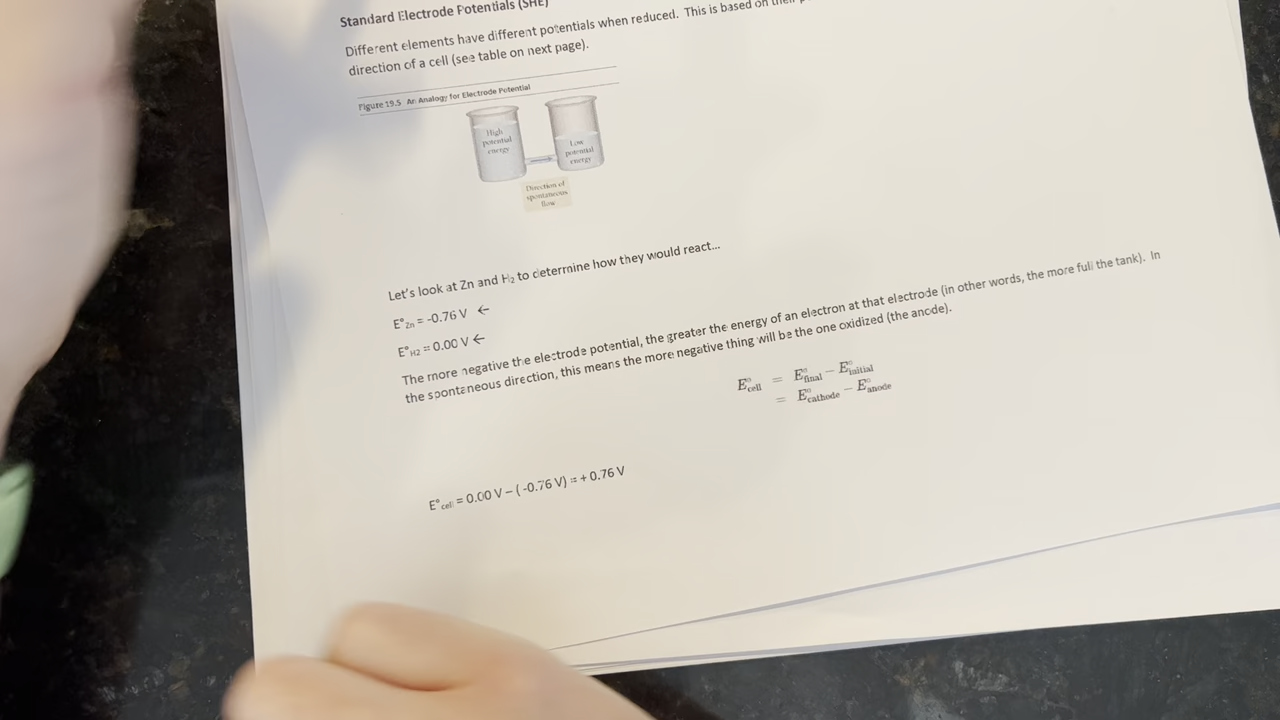 Standard Electrode Potentials (SHE)
Different elements have different potentials when reduced. This is based on their
direction of a cell (see table on next page).
Figure 19.5 An Analogy for Electrode Potential
High
potential
energy
Low
potential
energy
Direction of
spontaneous
flow
Let's look at Zn and H₂ to determine how they would react...
E°Zn = -0.76 V ←
E°H2 = 0.00 V ←
The more negative the electrode potential, the greater the energy of an electron at that electrode (in other words, the more full the tank). In
the spontaneous direction, this means the more negative thing will be the one oxidized (the anode).
E°cell = E°final − E°initial
= E°cathode − E°anode
E°cell = 0.00 V – ( -0.76 V) = + 0.76 V